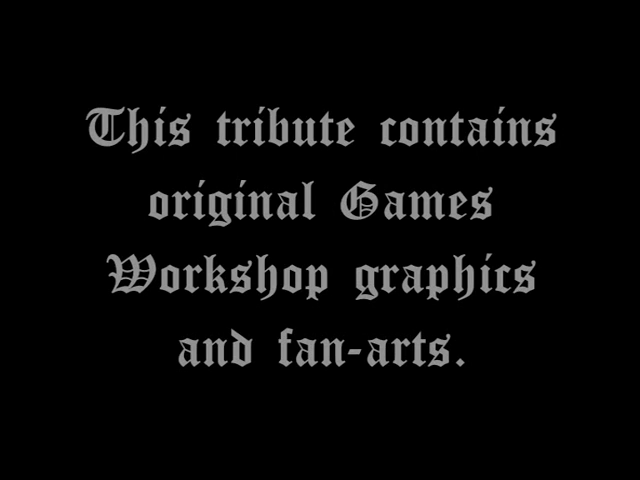 This tribute contains
original Games
Workshop graphics
and fan-arts.